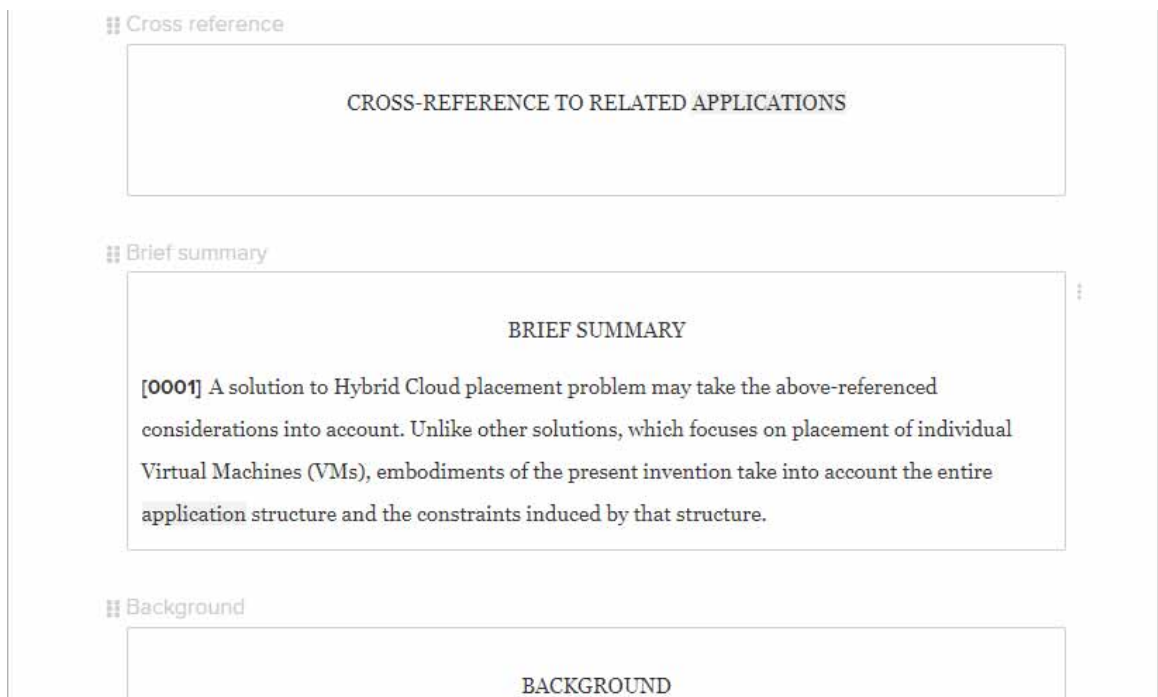 Cross reference
CROSS-REFERENCE TO RELATED APPLICATIONS
Brief summary
BRIEF SUMMARY
[0001] A solution to Hybrid Cloud placement problem may take the above-referenced
considerations into account. Unlike other solutions, which focuses on placement of individual
Virtual Machines (VMs), embodiments of the present invention take into account the entire
application structure and the constraints induced by that structure.
Background
BACKGROUND